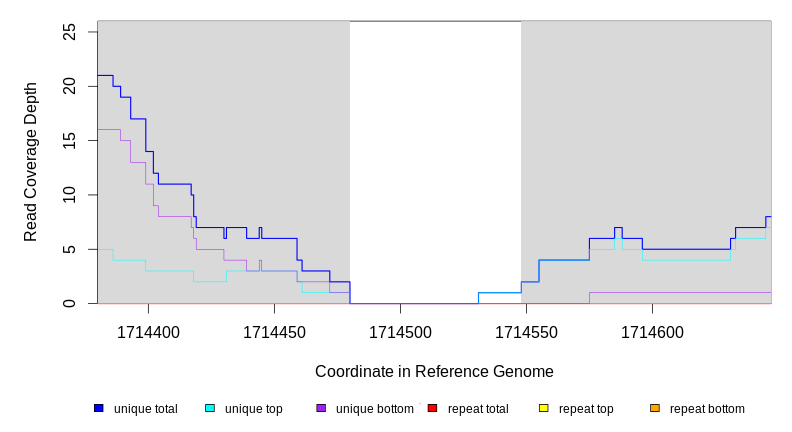 Read Coverage Depth
25
20
15
10
5
0
1714400 1714450 1714500 1714550 1714600
Coordinate in Reference Genome
unique total unique top unique bottom repeat total repeat top repeat bottom